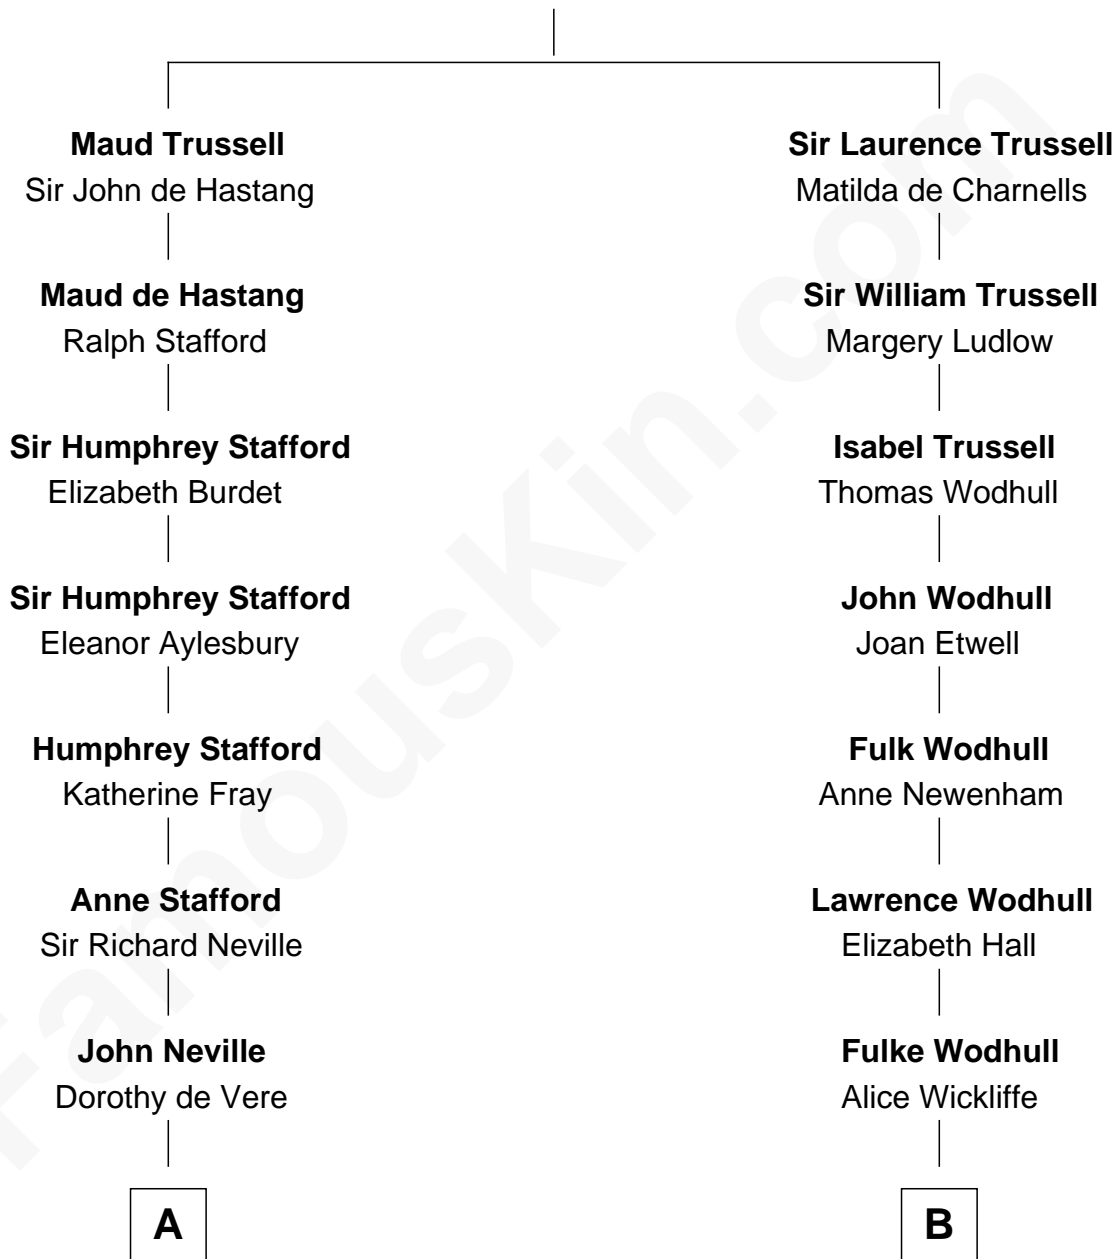 Maud Trussell
Sir John de Hastang
Maud de Hastang
Ralph Stafford
Sir Humphrey Stafford
Elizabeth Burdet
Sir Humphrey Stafford
Eleanor Aylesbury
Humphrey Stafford
Katherine Fray
Anne Stafford
Sir Richard Neville
John Neville
Dorothy de Vere
A
Sir Laurence Trussell
Matilda de Charnells
Sir William Trussell
Margery Ludlow
Isabel Trussell
Thomas Wodhull
John Wodhull
Joan Etwell
Fulk Wodhull
Anne Newenham
Lawrence Wodhull
Elizabeth Hall
Fulke Wodhull
Alice Wickliffe
B
FamousKin.com